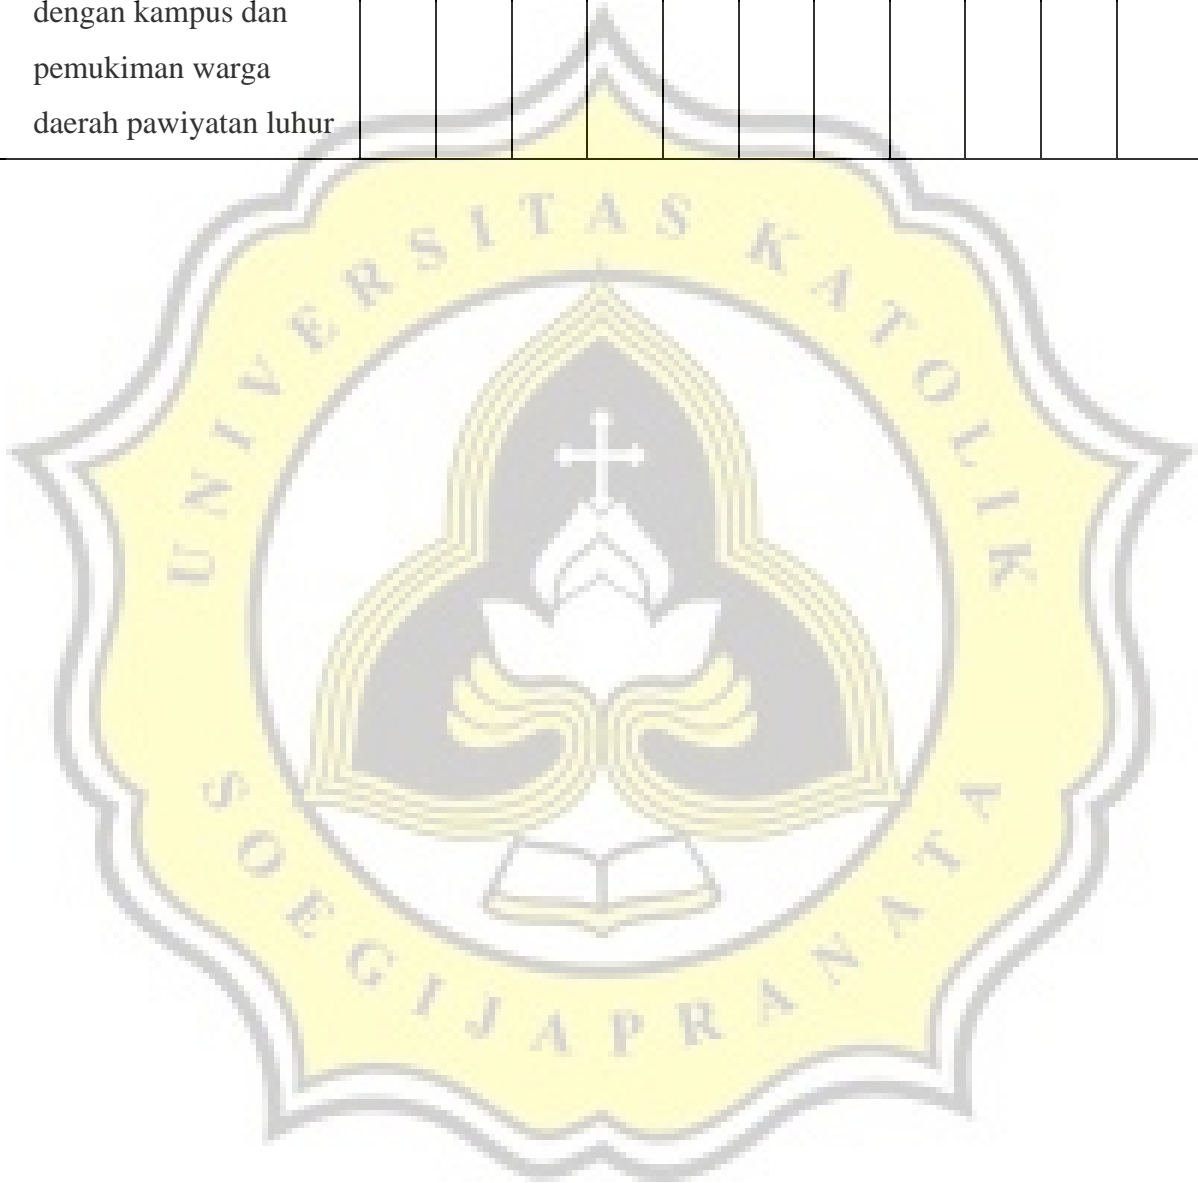 dengan kampus dan
pemukiman warga
daerah pawiyatan luhur
UNIVERSITAS KATOLIK
SOEGIJAPRANATA